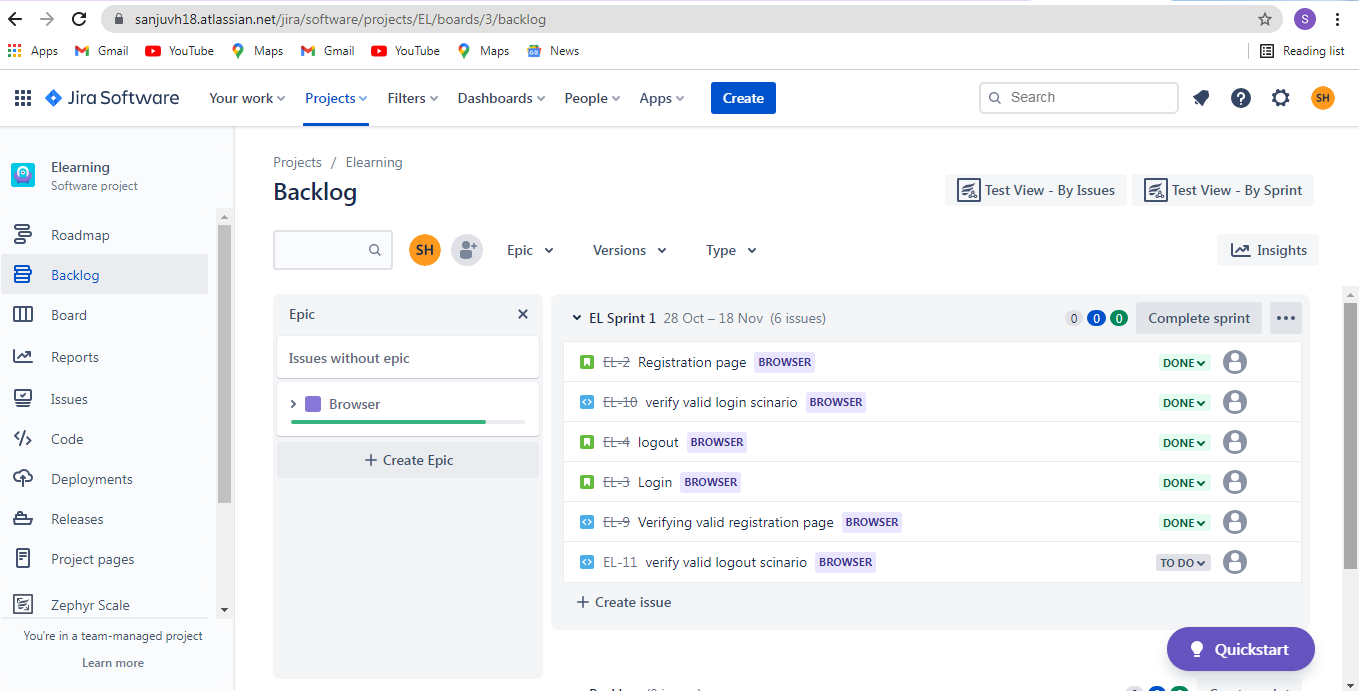 sanjuvh18.atlassian.net/jira/software/projects/EL/boards/3/backlog
S
Apps Gmail YouTube Maps Gmail YouTube Maps News Reading list
Jira Software Your work Projects Filters Dashboards People Apps Create Search SH
Elearning
Software project
Roadmap
Backlog
Board
Reports
Issues
Code
Deployments
Releases
Project pages
Zephyr Scale
You're in a team-managed project
Learn more
Projects / Elearning
Backlog
Test View - By Issues Test View - By Sprint
SH Epic Versions Type Insights
Epic
Issues without epic
Browser
Create Epic
EL Sprint 1 28 Oct – 18 Nov (6 issues) 0 0 0 Complete sprint
EL-2 Registration page BROWSER DONE
EL-10 verify valid login scinario BROWSER DONE
EL-4 logout BROWSER DONE
EL-3 Login BROWSER DONE
EL-9 Verifying valid registration page BROWSER DONE
EL-11 verify valid logout scinario BROWSER TO DO
Create issue
Quickstart